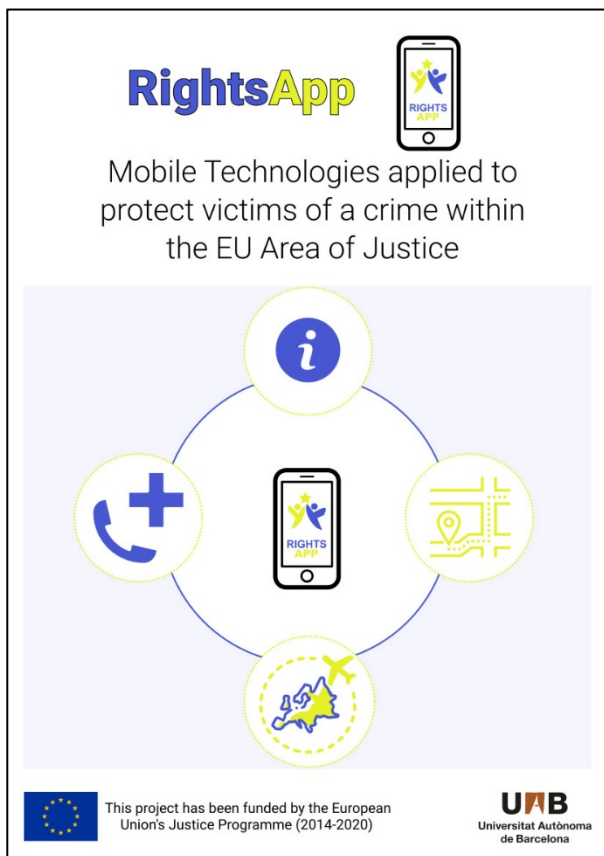 RightsApp
RIGHTS
APP
Mobile Technologies applied to
protect victims of a crime within
the EU Area of Justice
i
RIGHTS
APP
This project has been funded by the European
Union's Justice Programme (2014-2020)
UAB
Universitat Autònoma
de Barcelona